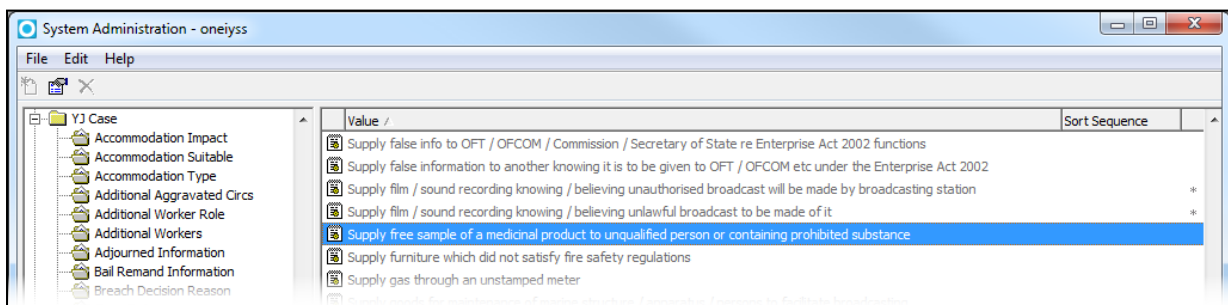 System Administration - oneiyss
File Edit Help
YJ Case
Accommodation Impact
Accommodation Suitable
Accommodation Type
Additional Aggravated Circs
Additional Worker Role
Additional Workers
Adjourned Information
Bail Remand Information
Breach Decision Reason
Value / Sort Sequence
Supply false info to OFT / OFCOM / Commission / Secretary of State re Enterprise Act 2002 functions
Supply false information to another knowing it is to be given to OFT / OFCOM etc under the Enterprise Act 2002
Supply film / sound recording knowing / believing unauthorised broadcast will be made by broadcasting station *
Supply film / sound recording knowing / believing unlawful broadcast to be made of it *
Supply free sample of a medicinal product to unqualified person or containing prohibited substance
Supply furniture which did not satisfy fire safety regulations
Supply gas through an unstamped meter